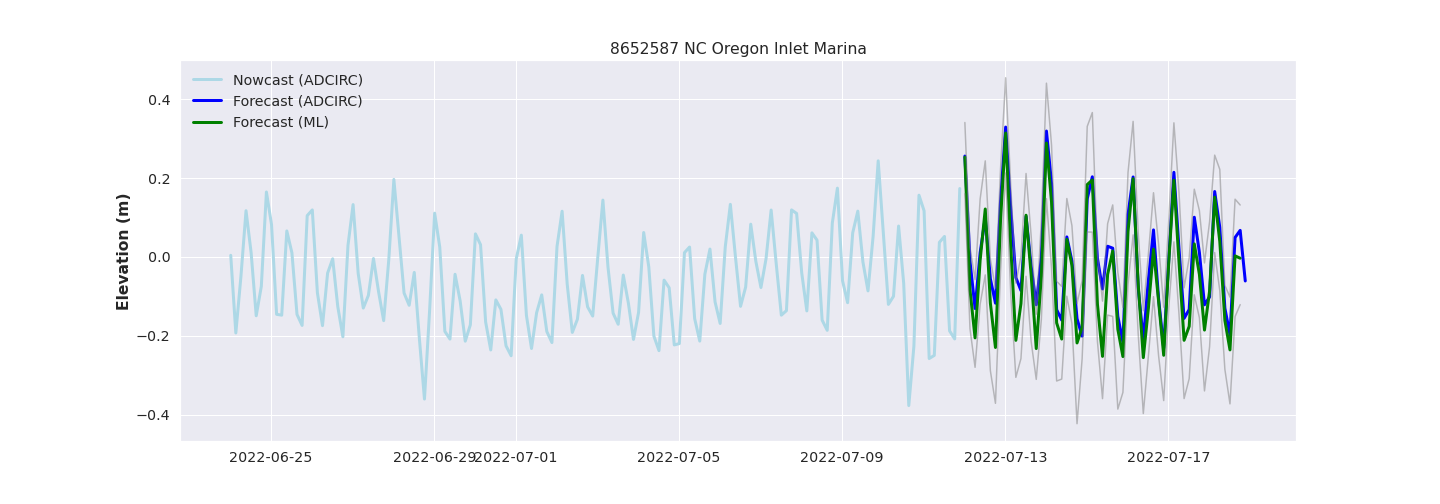 8652587 NC Oregon Inlet Marina
Nowcast (ADCIRC)
Forecast (ADCIRC)
Forecast (ML)
Elevation (m)
0.4
0.2
0.0
−0.2
−0.4
2022-06-25
2022-06-29
2022-07-01
2022-07-05
2022-07-09
2022-07-13
2022-07-17